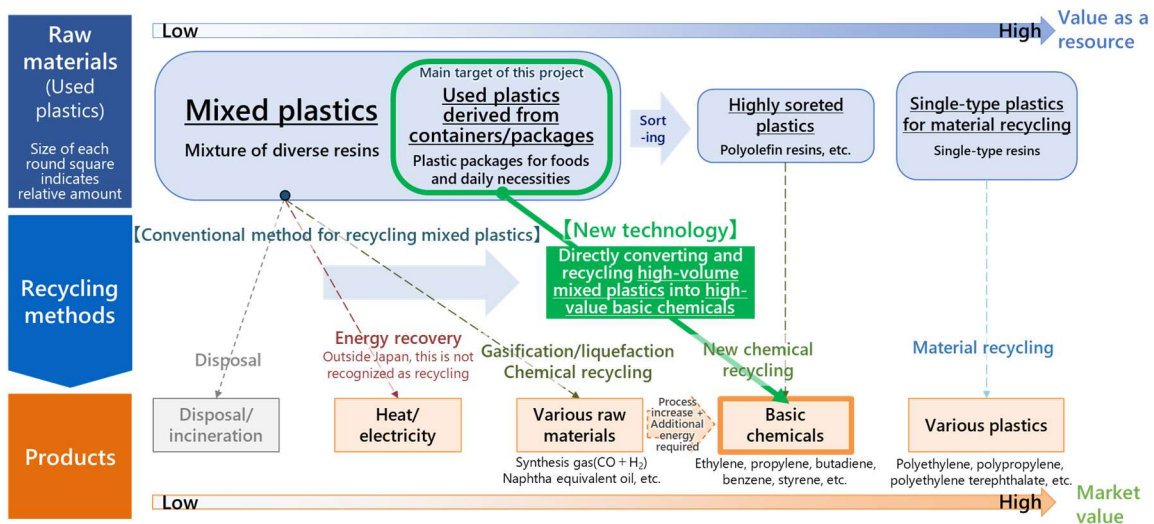 Raw
materials
(Used
plastics)
Size of each
round square
indicates
relative amount
Low
High
Value as a
resource
Mixed plastics
Mixture of diverse resins
Main target of this project
Used plastics
derived from
containers/packages
Plastic packages for foods
and daily necessities
Sort
-ing
Highly soreted
plastics
Polyolefin resins, etc.
Single-type plastics
for material recycling
Single-type resins
Recycling
methods
【Conventional method for recycling mixed plastics】
【New technology】
Directly converting and
recycling high-volume
mixed plastics into high-
value basic chemicals
Disposal
Energy recovery
Outside Japan, this is not
recognized as recycling
Gasification/liquefaction
Chemical recycling
New chemical
recycling
Material recycling
Products
Disposal/
incineration
Heat/
electricity
Various raw
materials
Synthesis gas(CO+H₂)
Naphtha equivalent oil, etc.
Process
increase +
Additional
energy
required
Basic
chemicals
Ethylene, propylene, butadiene,
benzene, styrene, etc.
Various plastics
Polyethylene, polypropylene,
polyethylene terephthalate, etc.
Low
High
Market
value